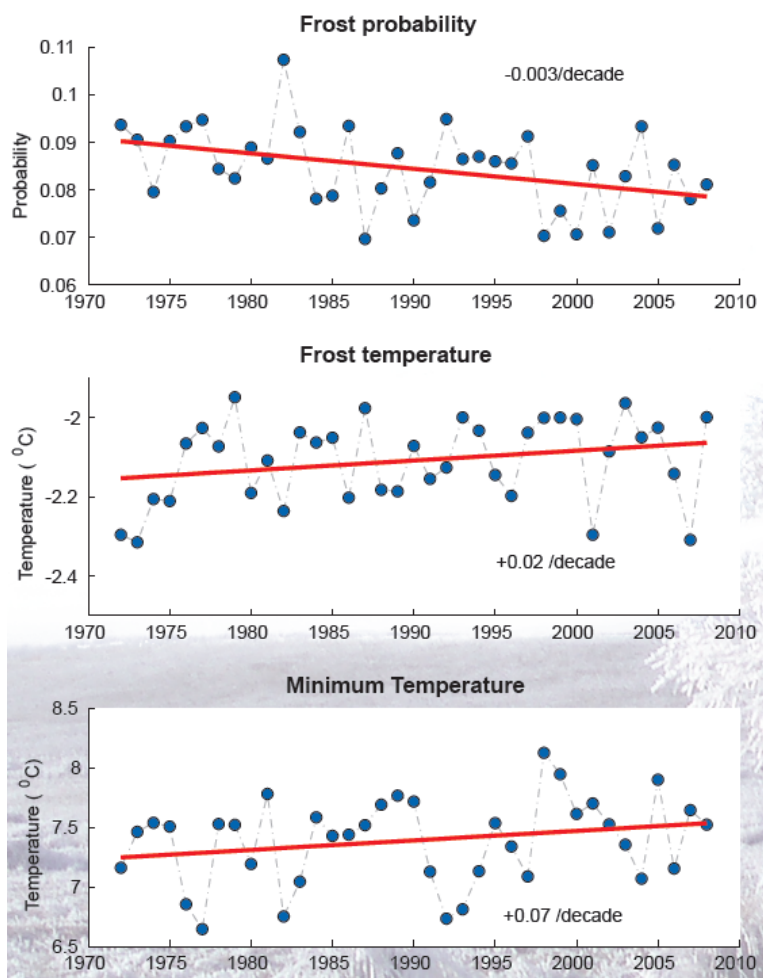 Frost probability
0.11
-0.003/decade
0.1
0.09
Probability
0.08
0.07
0.06
1970 1975 1980 1985 1990 1995 2000 2005 2010
Frost temperature
-2
Temperature ( ⁰C)
-2.2
-2.4
+0.02 /decade
1970 1975 1980 1985 1990 1995 2000 2005 2010
Minimum Temperature
8.5
8
Temperature ( ⁰C)
7.5
7
+0.07 /decade
6.5
1970 1975 1980 1985 1990 1995 2000 2005 2010